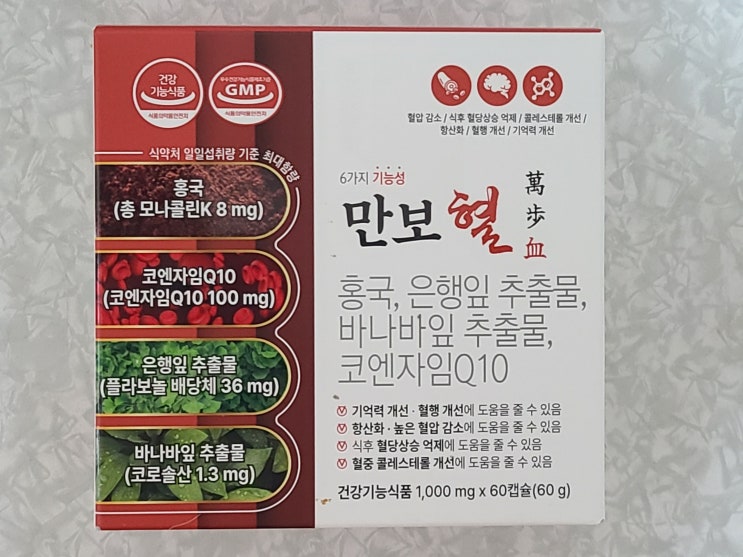 건강
기능식품
식품의약품안전처
우수건강기능식품제조기준
GMP
식품의약품안전처
식약처 일일섭취량 기준 최대함량
홍국
(총 모나콜린K 8 mg)
코엔자임Q10
(코엔자임Q10 100 mg)
은행잎 추출물
(플라보놀 배당체 36 mg)
바나바잎 추출물
(코로솔산 1.3 mg)
혈압 감소 / 식후 혈당상승 억제 / 콜레스테롤 개선 /
항산화 / 혈행 개선 / 기억력 개선
6가지 기능성
만보혈
萬步血
홍국, 은행잎 추출물,
바나바잎 추출물,
코엔자임Q10
기억력 개선 · 혈행 개선에 도움을 줄 수 있음
항산화 · 높은 혈압 감소에 도움을 줄 수 있음
식후 혈당상승 억제에 도움을 줄 수 있음
혈중 콜레스테롤 개선에 도움을 줄 수 있음
건강기능식품 1,000 mg x 60캡슐(60 g)